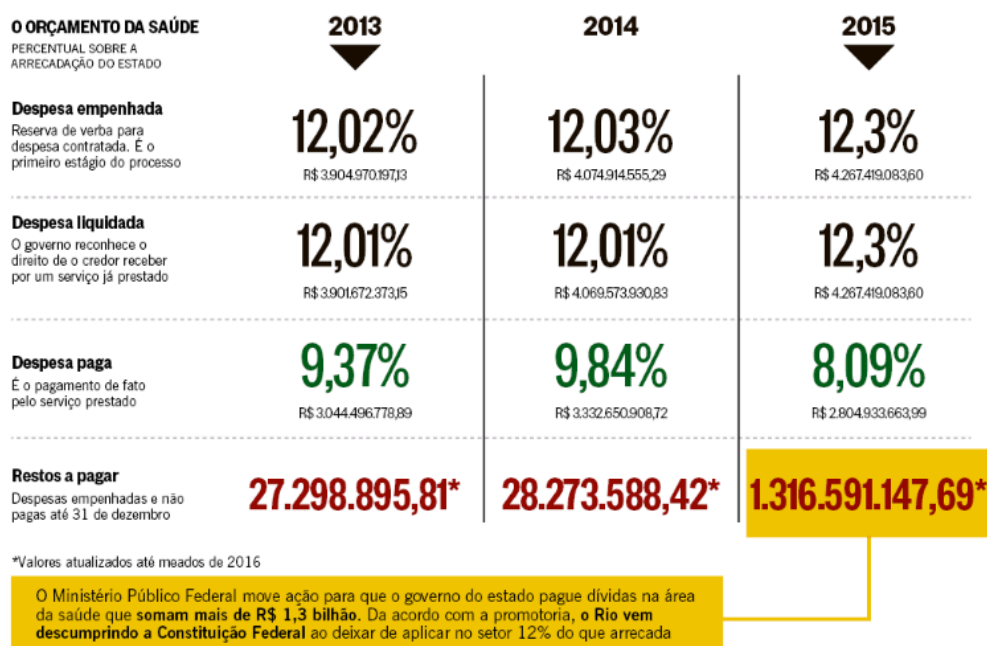 O ORÇAMENTO DA SAÚDE
PERCENTUAL SOBRE A
ARRECADAÇÃO DO ESTADO
2013
2014
2015
Despesa empenhada
Reserva de verba para
despesa contratada. É o
primeiro estágio do processo
12,02%
R$ 3.904.970.197,13
12,03%
R$ 4.074.914.555,29
12,3%
R$ 4.267.419.083,60
Despesa liquidada
O governo reconhece o
direito de o credor receber
por um serviço já prestado
12,01%
R$ 3.901.672.373,15
12,01%
R$ 4.069.573.930,83
12,3%
R$ 4.267.419.083,60
Despesa paga
É o pagamento de fato
pelo serviço prestado
9,37%
R$ 3.044.496.778,89
9,84%
R$ 3.332.650.908,72
8,09%
R$ 2.804.933.663,99
Restos a pagar
Despesas empenhadas e não
pagas até 31 de dezembro
27.298.895,81*
28.273.588,42*
1.316.591.147,69*
*Valores atualizados até meados de 2016
O Ministério Público Federal move ação para que o governo do estado pague dívidas na área
da saúde que somam mais de R$ 1,3 bilhão. Da acordo com a promotoria, o Rio vem
descumprindo a Constituição Federal ao deixar de aplicar no setor 12% do que arrecada